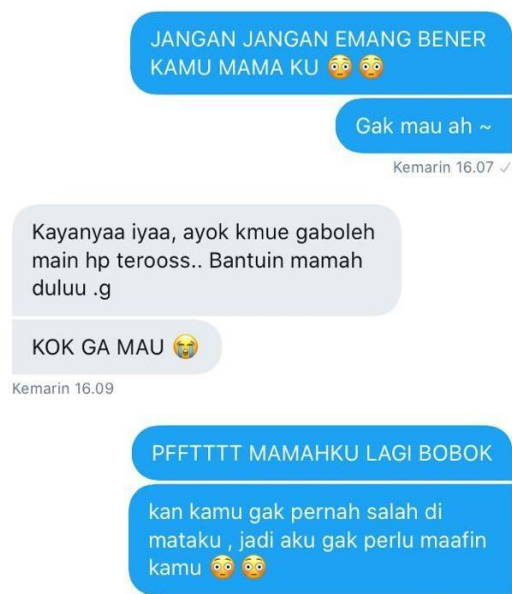 JANGAN JANGAN EMANG BENER
KAMU MAMA KU 😳 😳
Gak mau ah ~
Kemarin 16.07 ✓
Kayanyaa iyaa, ayok kmue gaboleh
main hp terooss.. Bantuin mamah
duluu .g
KOK GA MAU 😭
Kemarin 16.09
PFFTTTT MAMAHKU LAGI BOBOK
kan kamu gak pernah salah di
mataku , jadi aku gak perlu maafin
kamu 😳 😳